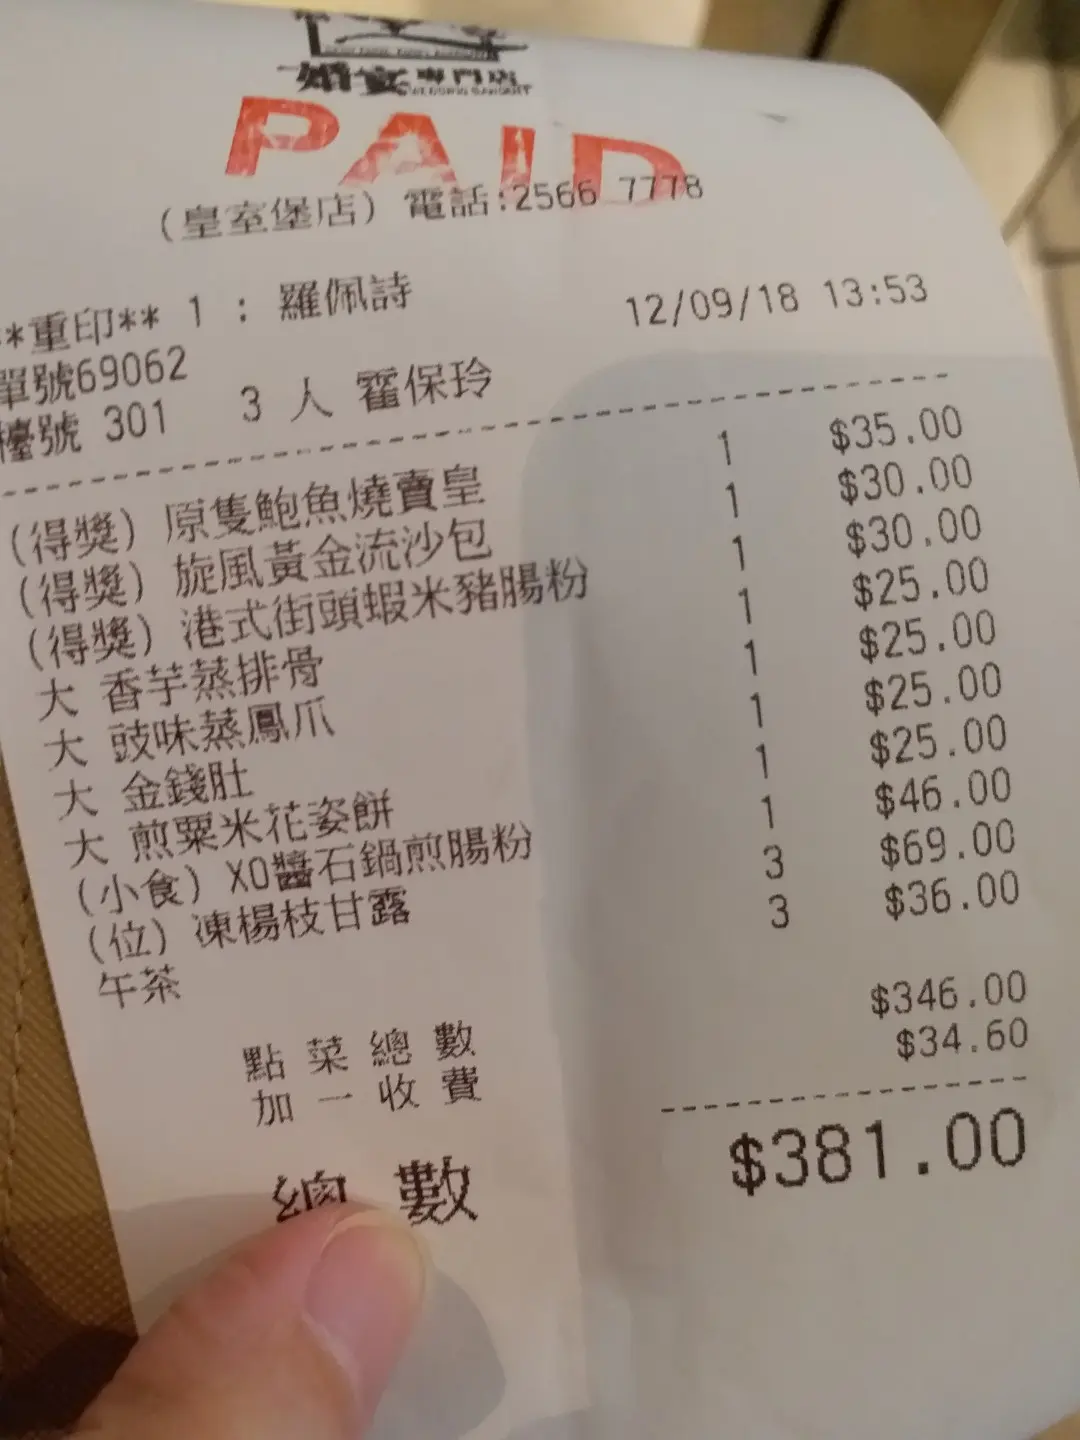 婚宴專門店
WEDDING BANQUET
PAID
(皇室堡店) 電話:2566 7778
**重印** 1 : 羅佩詩 12/09/18 13:53
單號69062
檯號 301 3 人 霍保玲
(得獎) 原隻鮑魚燒賣皇 1 $35.00
(得獎) 旋風黃金流沙包 1 $30.00
(得獎) 港式街頭蝦米豬腸粉 1 $30.00
大 香芋蒸排骨 1 $25.00
大 豉味蒸鳳爪 1 $25.00
大 金錢肚 1 $25.00
大 煎粟米花姿餅 1 $25.00
(小食) XO醬石鍋煎腸粉 1 $46.00
(位) 凍楊枝甘露 3 $69.00
午茶 3 $36.00
點菜總數 $346.00
加一收費 $34.60
總數 $381.00